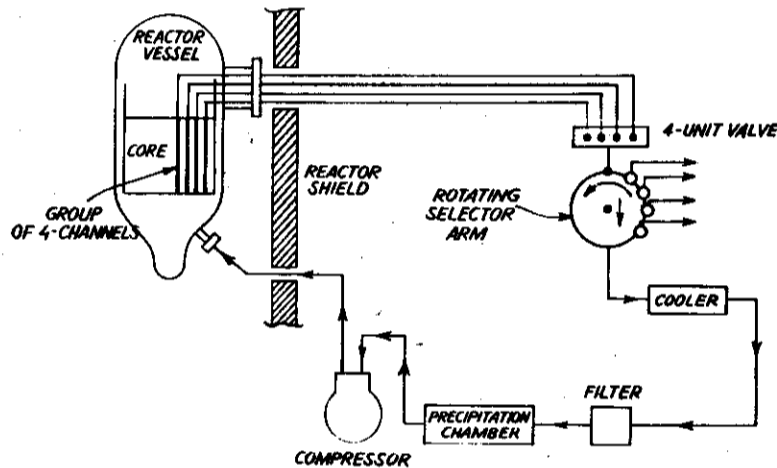 REACTOR
VESSEL
CORE
GROUP
OF 4-CHANNELS
REACTOR
SHIELD
4-UNIT VALVE
ROTATING
SELECTOR
ARM
COOLER
FILTER
PRECIPITATION
CHAMBER
COMPRESSOR